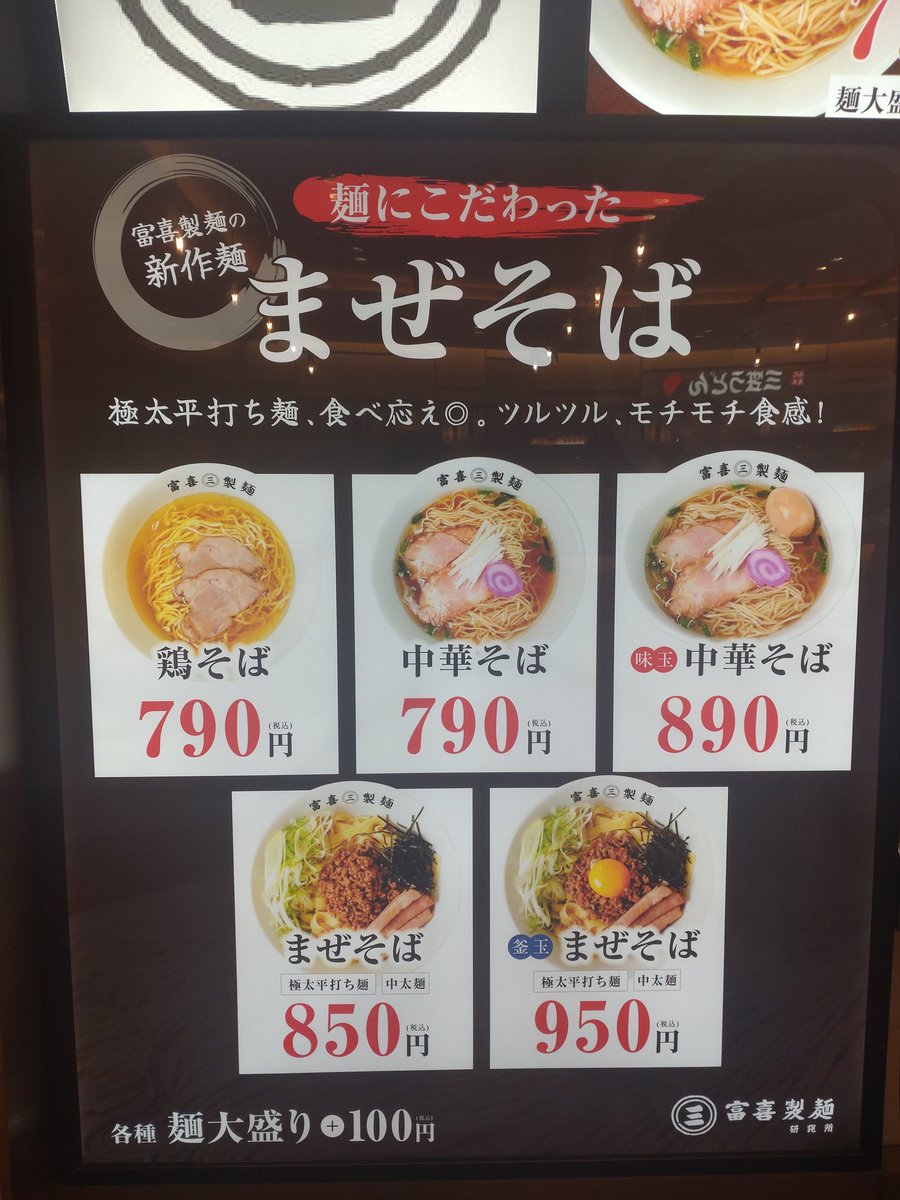 麺大盛
富喜製麺の
新作麺
麺にこだわった
まぜそば
極太平打ち麺、食べ応え◎。ツルツル、モチモチ食感!
富喜三製麺
鶏そば
790円(税込)
富喜三製麺
中華そば
790円(税込)
富喜三製麺
味玉 中華そば
890円(税込)
富喜三製麺
まぜそば
極太平打ち麺 中太麺
850円(税込)
富喜三製麺
釜玉 まぜそば
極太平打ち麺 中太麺
950円(税込)
各種 麺大盛り+100円(税込)
三 富喜製麺
研究所